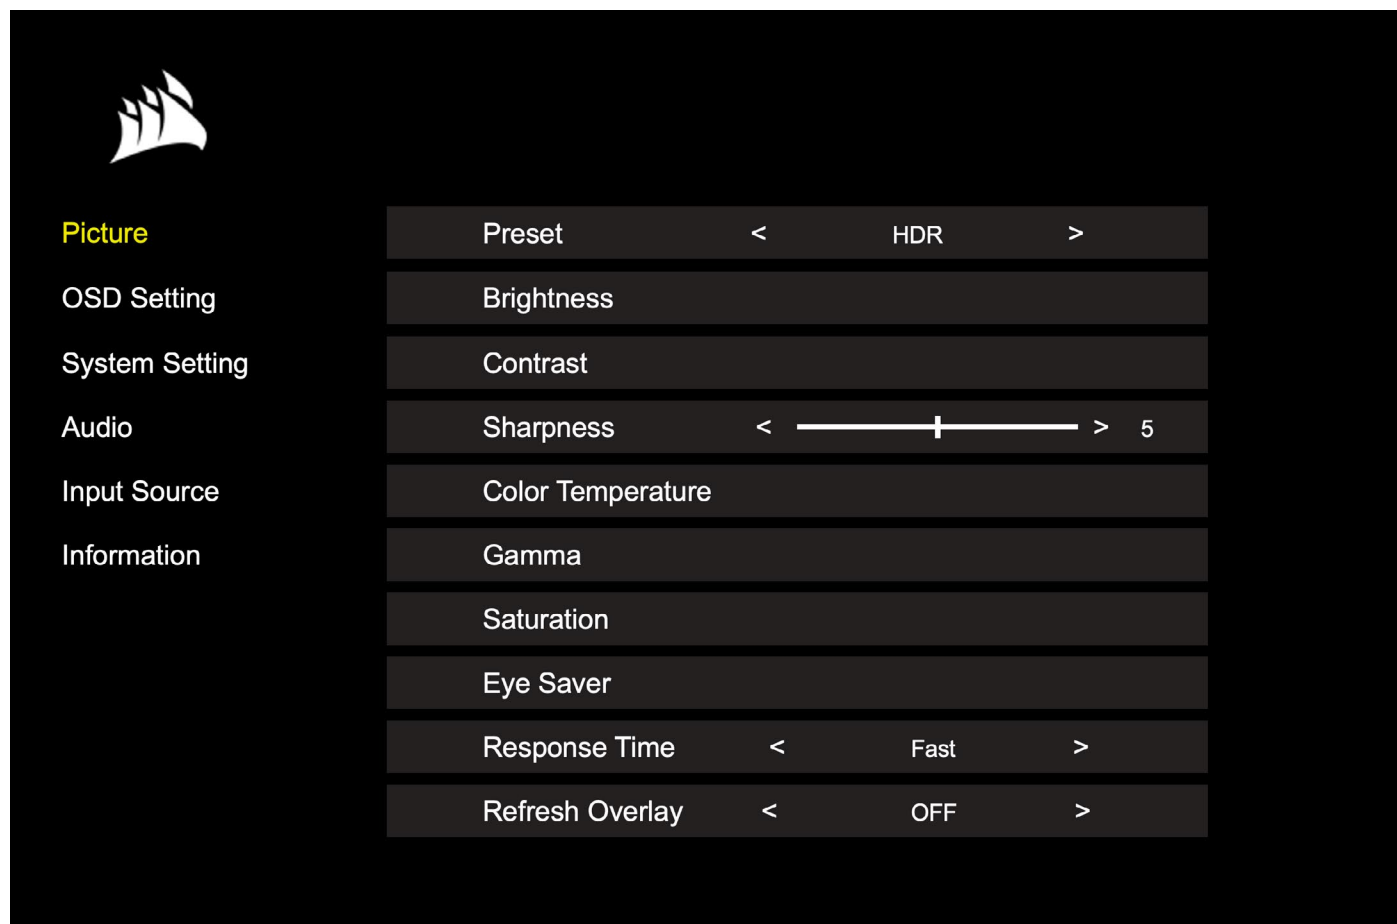 Picture
OSD Setting
System Setting
Audio
Input Source
Information
Preset < HDR >
Brightness
Contrast
Sharpness < > 5
Color Temperature
Gamma
Saturation
Eye Saver
Response Time < Fast >
Refresh Overlay < OFF >